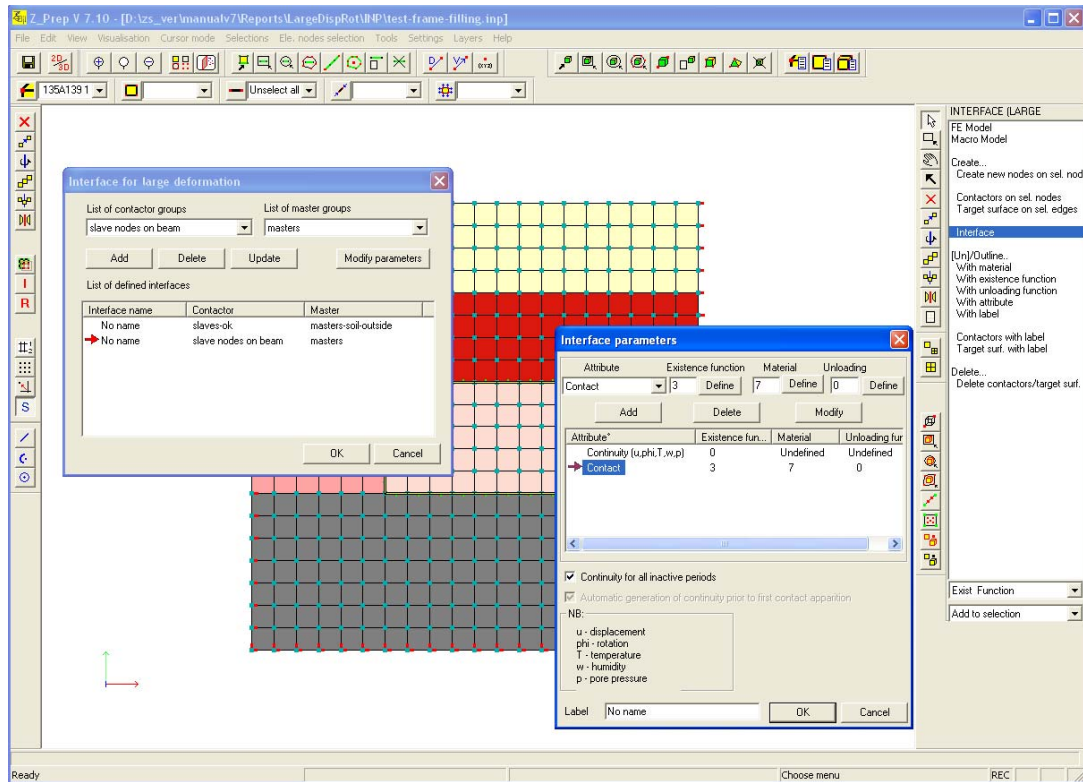 Z_Prep V 7.10 - [D:\zs_ver\manualv7\Reports\LargeDispRot\INP\test-frame-filling.inp]
File Edit View Visualisation Cursor mode Selections Ele. nodes selection Tools Settings Layers Help
2D/3D
(XYZ)
135A139 1
Unselect all
I
R
S
Interface for large deformation
List of contactor groups
List of master groups
slave nodes on beam
masters
Add
Delete
Update
Modify parameters
List of defined interfaces
Interface name Contactor Master
No name slaves-ok masters-soil-outside
No name slave nodes on beam masters
OK
Cancel
Interface parameters
Attribute Existence function Material Unloading
Contact 3 Define 7 Define 0 Define
Add
Delete
Modify
Attribute* Existence fun... Material Unloading fur
Continuity (u,phi,T,w,p) 0 Undefined Undefined
Contact 3 7 0
Continuity for all inactive periods
Automatic generation of continuity prior to first contact apparition
NB:
u - displacement
phi - rotation
T - temperature
w - humidity
p - pore pressure
Label No name
OK
Cancel
INTERFACE (LARGE
FE Model
Macro Model
Create...
Create new nodes on sel. nod
Contactors on sel. nodes
Target surface on sel. edges
Interface
[Un]/Outline..
With material
With existence function
With unloading function
With attribute
With label
Contactors with label
Target surf. with label
Delete...
Delete contactors/target surf.
Exist Function
Add to selection
Ready
Choose menu
REC